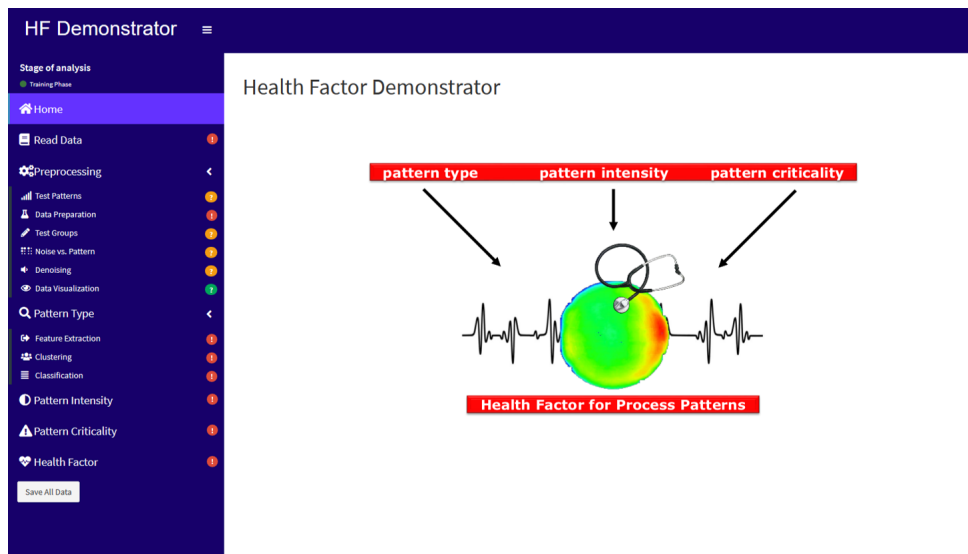 HF Demonstrator
Stage of analysis
Training Phase
Home
Read Data !
Preprocessing
Test Patterns ?
Data Preparation !
Test Groups ?
Noise vs. Pattern ?
Denoising ?
Data Visualization ?
Pattern Type
Feature Extraction !
Clustering !
Classification !
Pattern Intensity !
Pattern Criticality !
Health Factor !
Save All Data
Health Factor Demonstrator
pattern type pattern intensity pattern criticality
Health Factor for Process Patterns